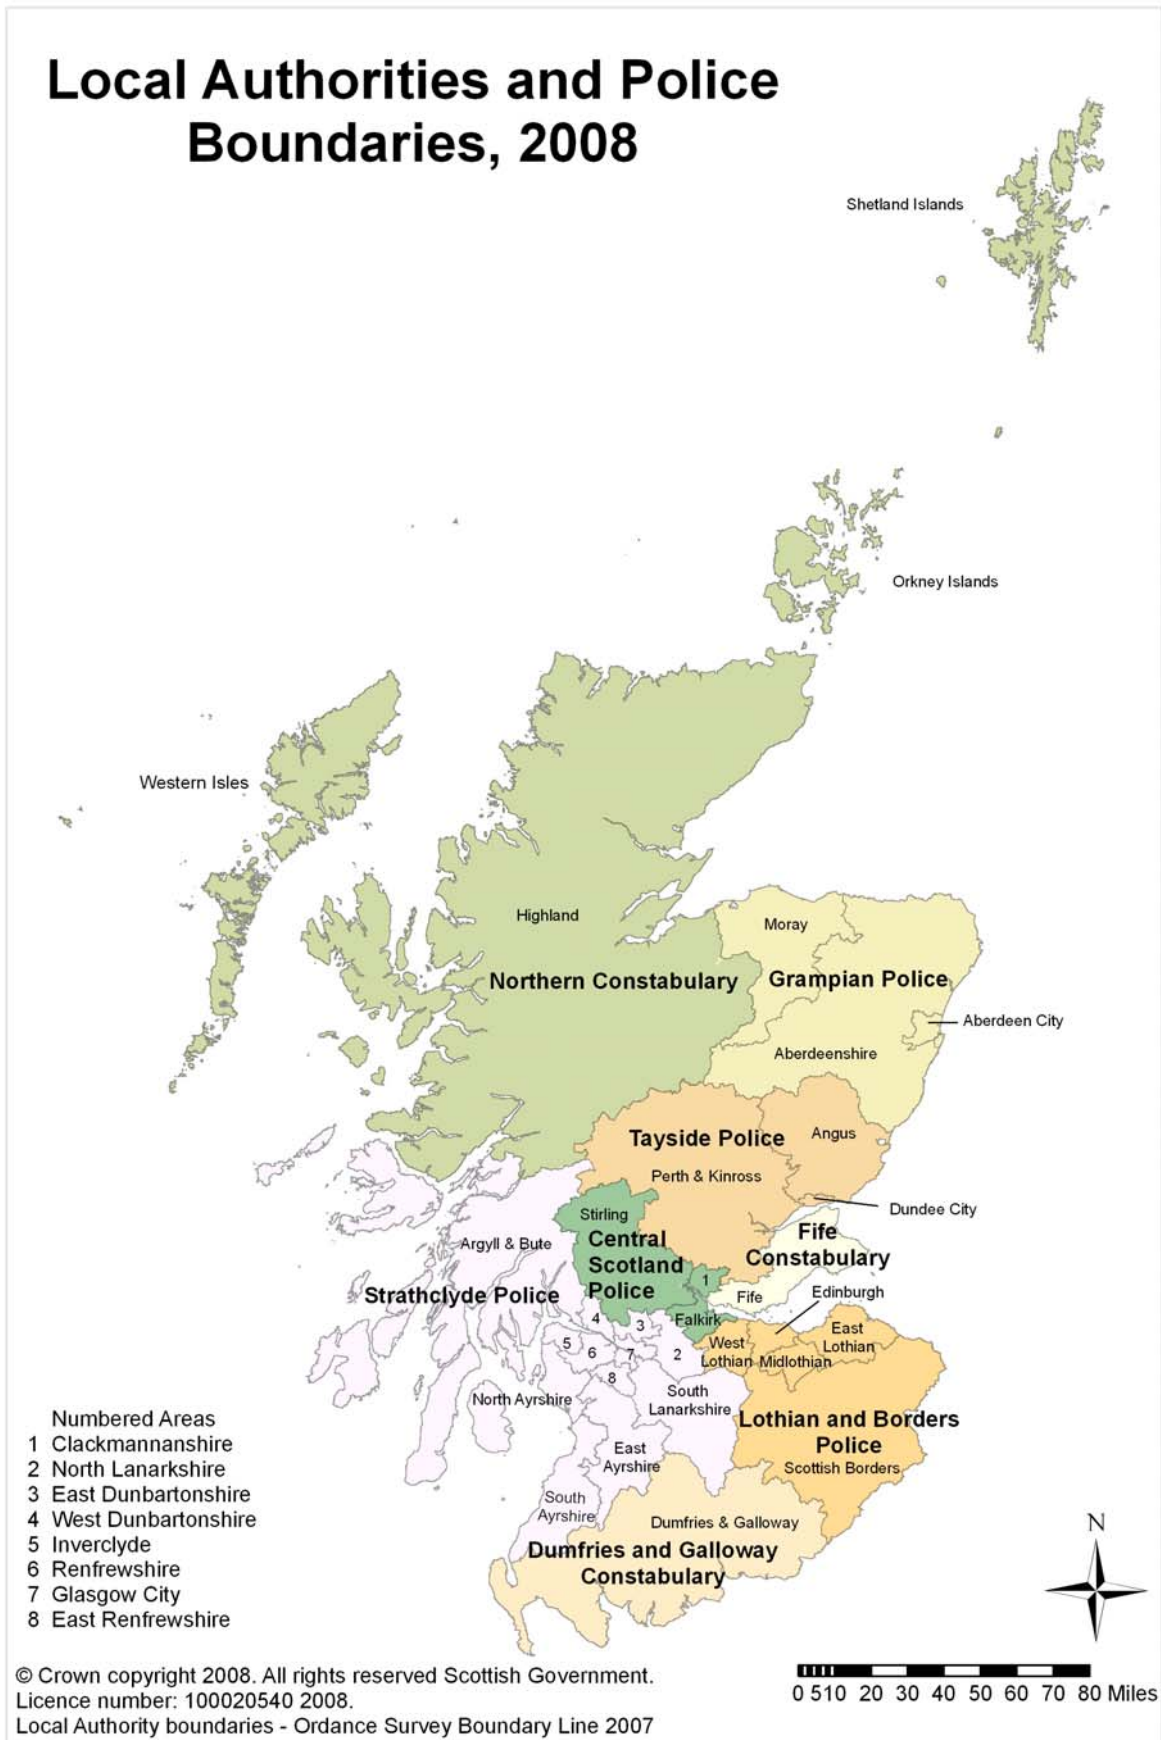 Local Authorities and Police
Boundaries, 2008
Shetland Islands
Orkney Islands
Western Isles
Highland
Northern Constabulary
Moray
Grampian Police
Aberdeen City
Aberdeenshire
Tayside Police
Angus
Perth & Kinross
Dundee City
Stirling
Central
Scotland
Police
Fife
Constabulary
Argyll & Bute
Strathclyde Police
1
Fife
Edinburgh
Falkirk
4
3
5
6
7
2
8
West
Lothian
Midlothian
East
Lothian
North Ayrshire
South
Lanarkshire
Lothian and Borders
Police
Scottish Borders
East
Ayrshire
South
Ayrshire
Dumfries & Galloway
Dumfries and Galloway
Constabulary
Numbered Areas
1 Clackmannanshire
2 North Lanarkshire
3 East Dunbartonshire
4 West Dunbartonshire
5 Inverclyde
6 Renfrewshire
7 Glasgow City
8 East Renfrewshire
N
0 510 20 30 40 50 60 70 80 Miles
© Crown copyright 2008. All rights reserved Scottish Government.
Licence number: 100020540 2008.
Local Authority boundaries - Ordance Survey Boundary Line 2007